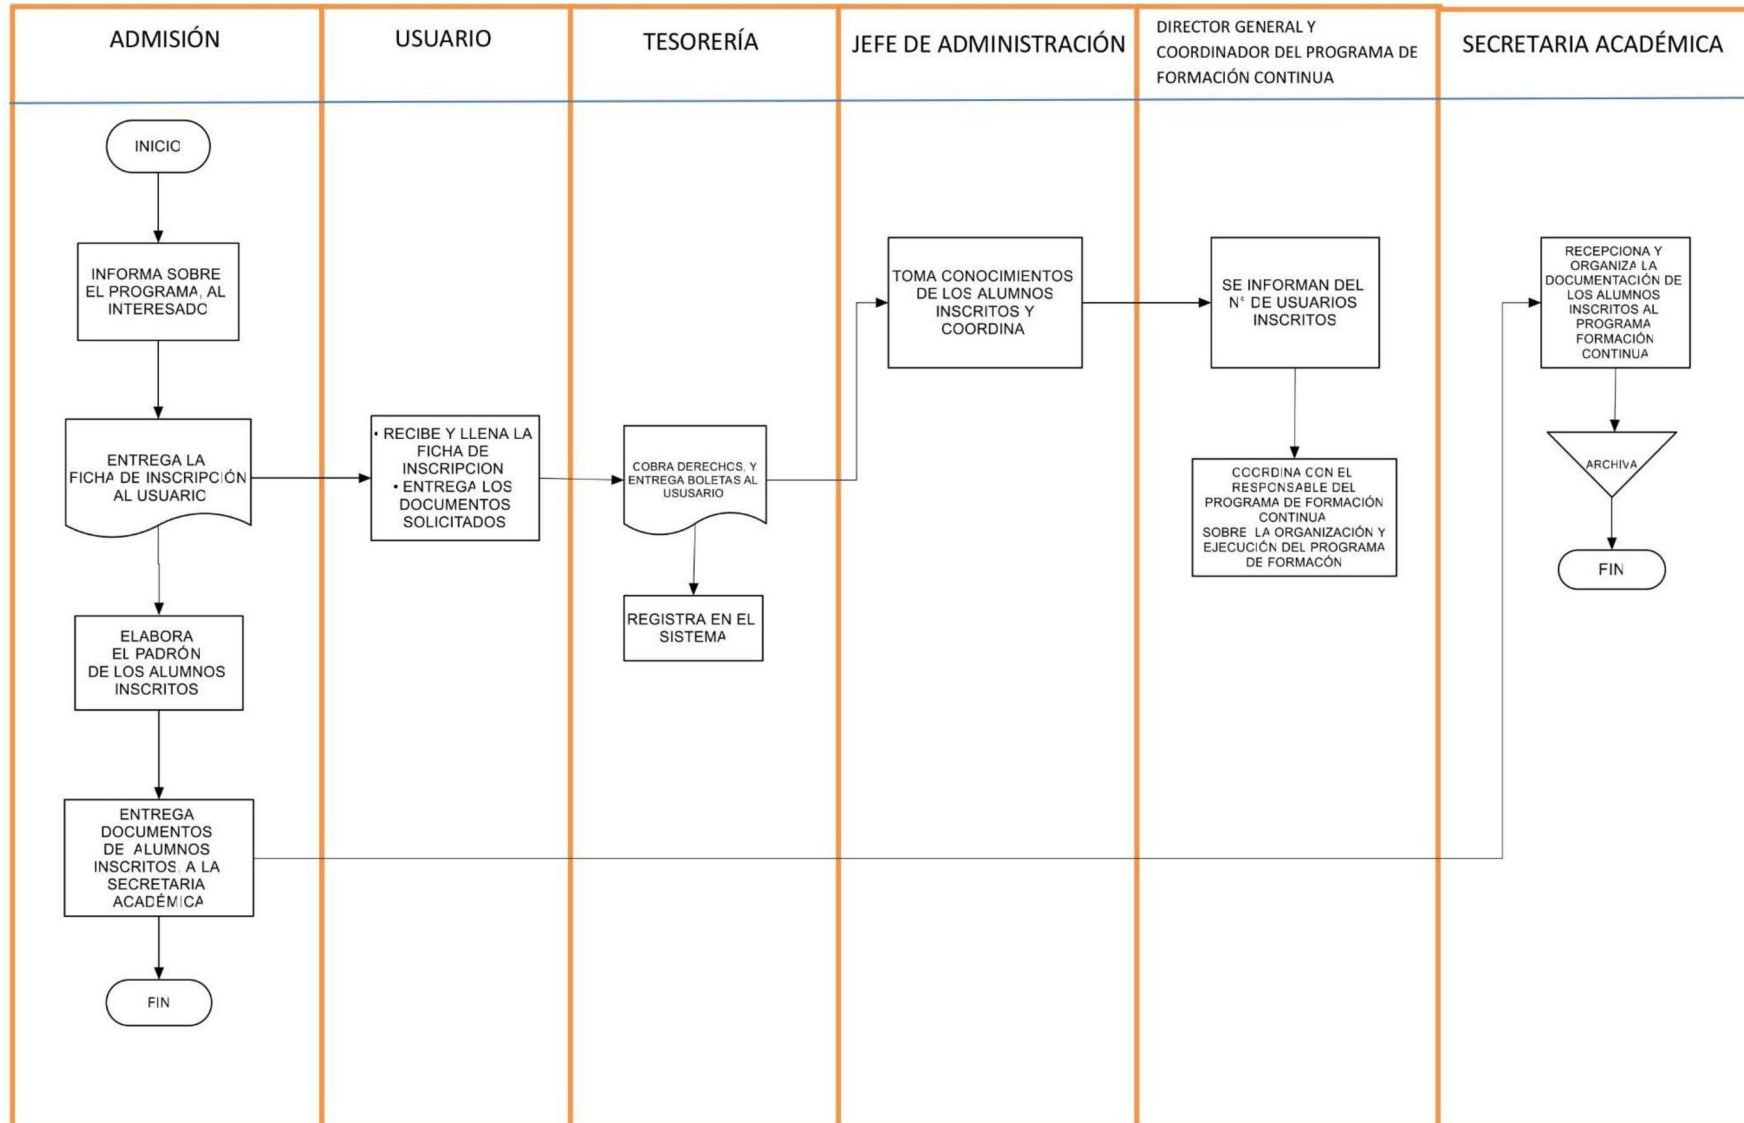 ADMISIÓN
USUARIO
TESORERÍA
JEFE DE ADMINISTRACIÓN
DIRECTOR GENERAL Y
COORDINADOR DEL PROGRAMA DE
FORMACIÓN CONTINUA
SECRETARIA ACADÉMICA
INICIO
INFORMA SOBRE
EL PROGRAMA, AL
INTERESADO
ENTREGA LA
FICHA DE INSCRIPCIÓN
AL USUARIO
ELABORA
EL PADRÓN
DE LOS ALUMNOS
INSCRITOS
ENTREGA
DOCUMENTOS
DE ALUMNOS
INSCRITOS, A LA
SECRETARIA
ACADÉMICA
FIN
• RECIBE Y LLENA LA
FICHA DE
INSCRIPCION
• ENTREGA LOS
DOCUMENTOS
SOLICITADOS
COBRA DERECHOS, Y
ENTREGA BOLETAS AL
USUSARIO
REGISTRA EN EL
SISTEMA
TOMA CONOCIMIENTOS
DE LOS ALUMNOS
INSCRITOS Y
COORDINA
SE INFORMAN DEL
N° DE USUARIOS
INSCRITOS
COORDINA CON EL
RESPONSABLE DEL
PROGRAMA DE FORMACIÓN
CONTINUA
SOBRE LA ORGANIZACIÓN Y
EJECUCIÓN DEL PROGRAMA
DE FORMACÓN
RECEPCIONA Y
ORGANIZA LA
DOCUMENTACIÓN DE
LOS ALUMNOS
INSCRITOS AL
PROGRAMA
FORMACIÓN
CONTINUA
ARCHIVA
FIN